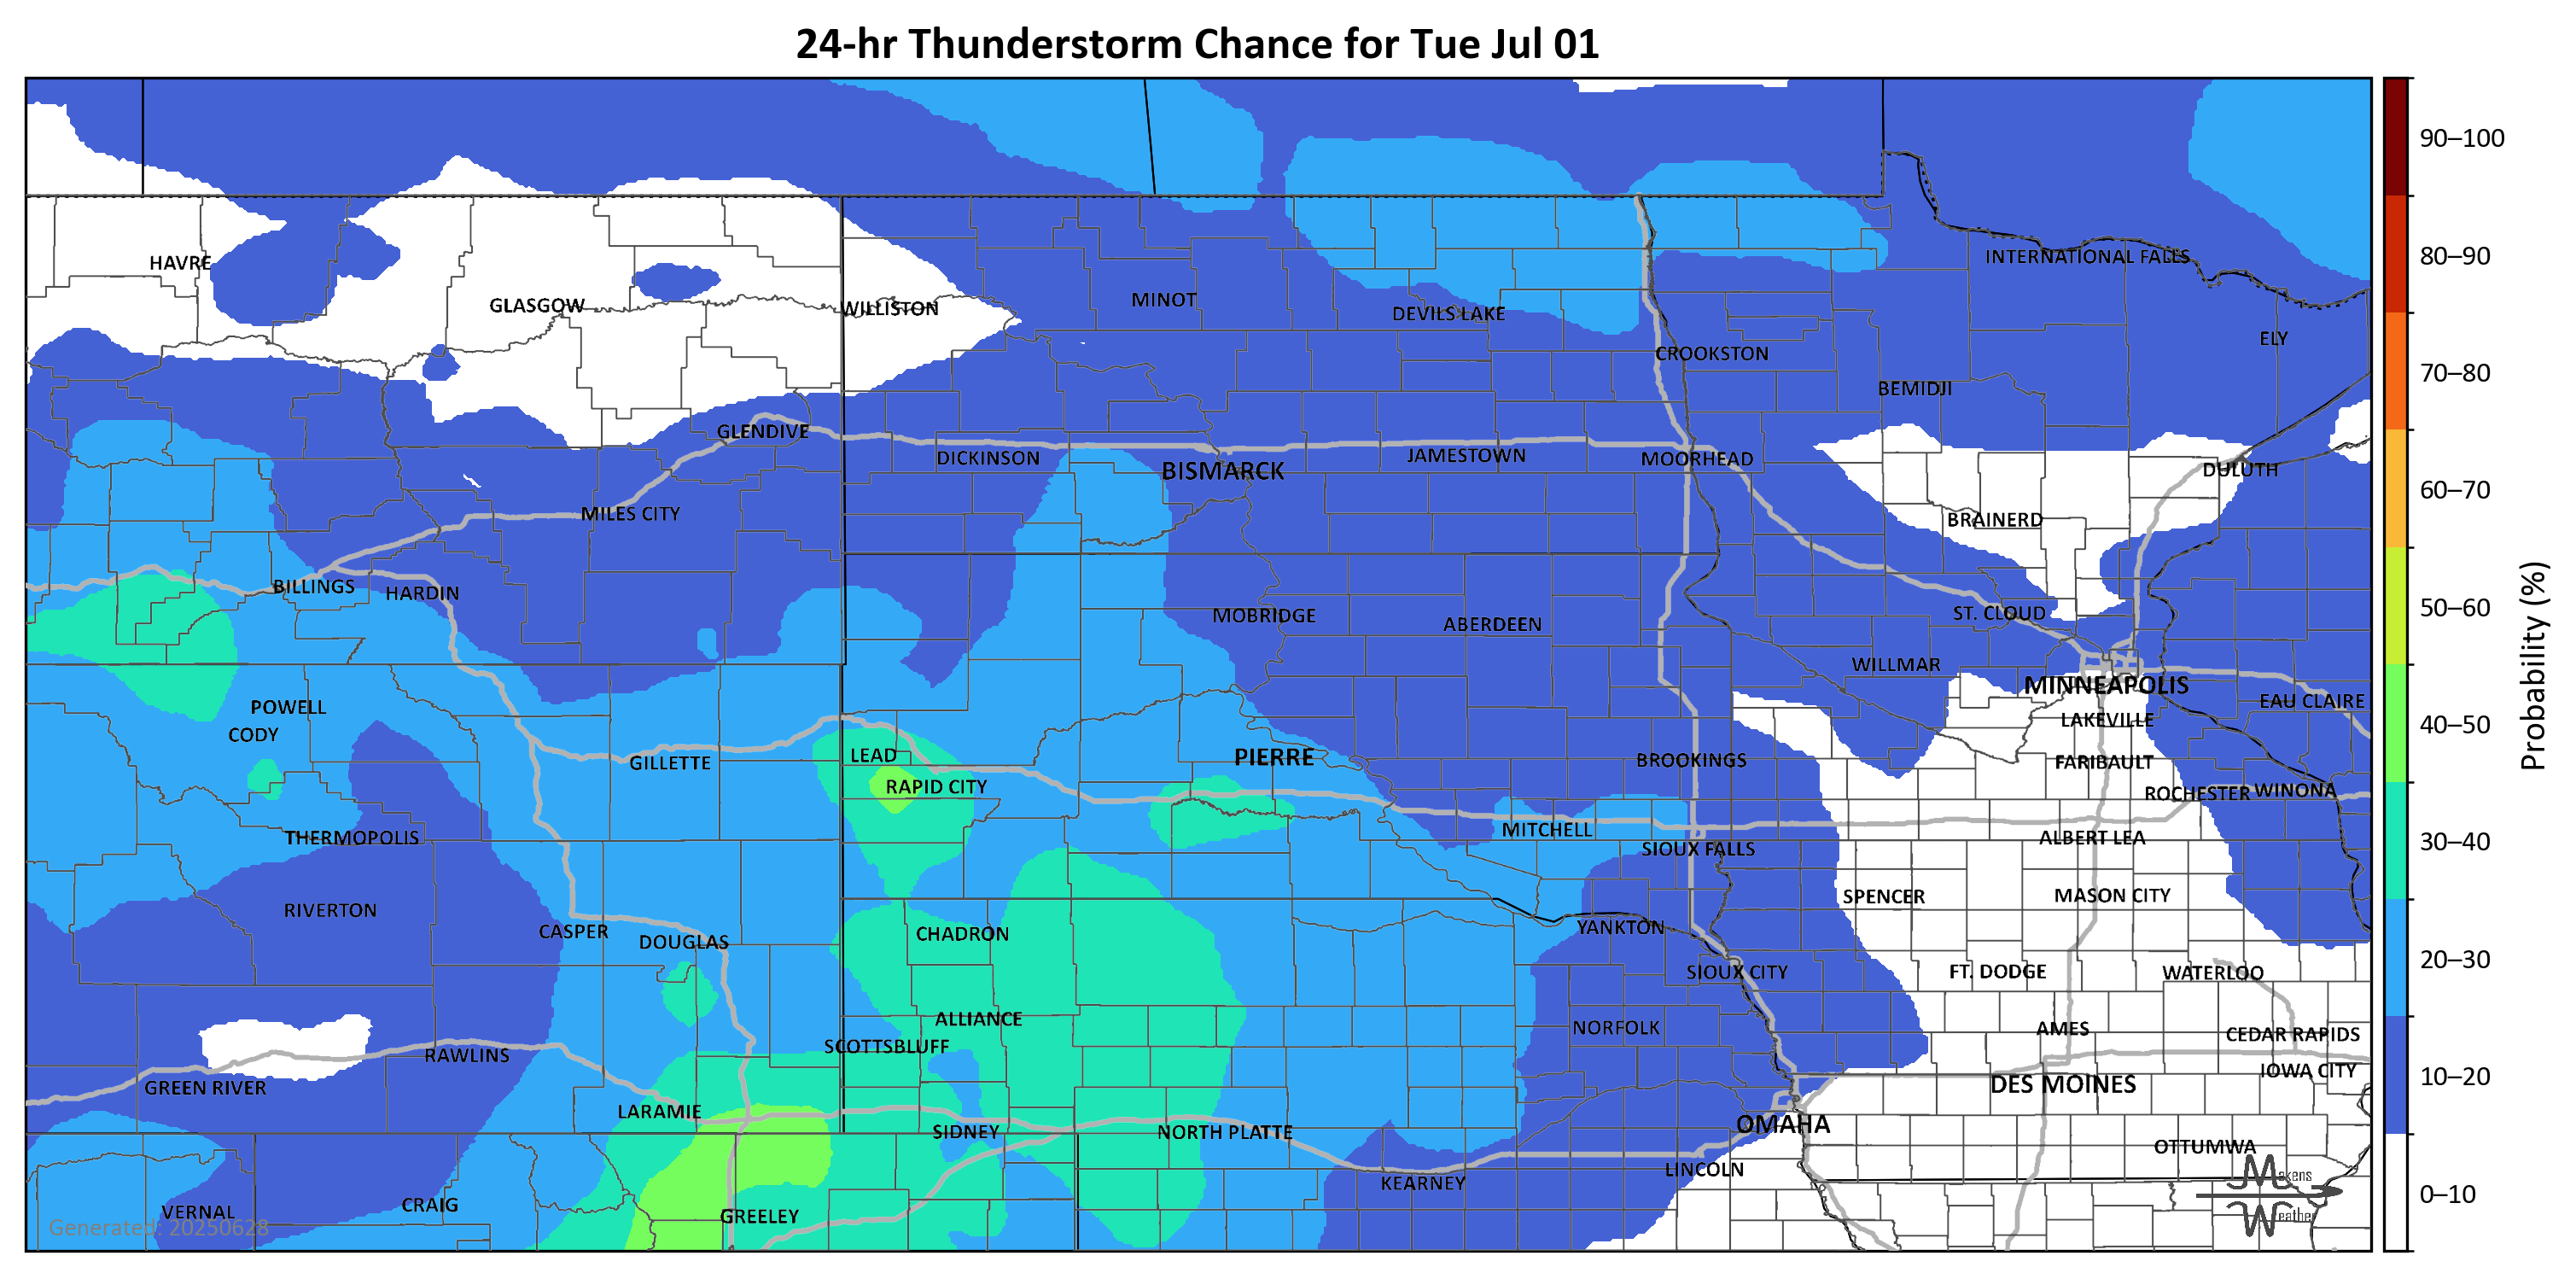 24-hr Thunderstorm Chance for Tue Jul 01
90–100
80–90
70–80
60–70
50–60
40–50
30–40
20–30
10–20
0–10
Probability (%)
HAVRE
GLASGOW
WILLISTON
MINOT
DEVILS LAKE
INTERNATIONAL FALLS
ELY
CROOKSTON
BEMIDJI
GLENDIVE
DICKINSON
BISMARCK
JAMESTOWN
MOORHEAD
DULUTH
MILES CITY
BRAINERD
BILLINGS
HARDIN
MOBRIDGE
ABERDEEN
ST. CLOUD
WILLMAR
MINNEAPOLIS
EAU CLAIRE
POWELL
CODY
LAKEVILLE
GILLETTE
LEAD
RAPID CITY
PIERRE
BROOKINGS
FARIBAULT
ROCHESTER
WINONA
THERMOPOLIS
MITCHELL
SIOUX FALLS
ALBERT LEA
RIVERTON
SPENCER
MASON CITY
CASPER
DOUGLAS
CHADRON
YANKTON
SIOUX CITY
FT. DODGE
WATERLOO
ALLIANCE
NORFOLK
AMES
CEDAR RAPIDS
SCOTTSBLUFF
RAWLINS
GREEN RIVER
DES MOINES
IOWA CITY
LARAMIE
SIDNEY
NORTH PLATTE
OMAHA
OTTUMWA
LINCOLN
KEARNEY
VERNAL
CRAIG
GREELEY
Generated: 20250628
Makens
Weather